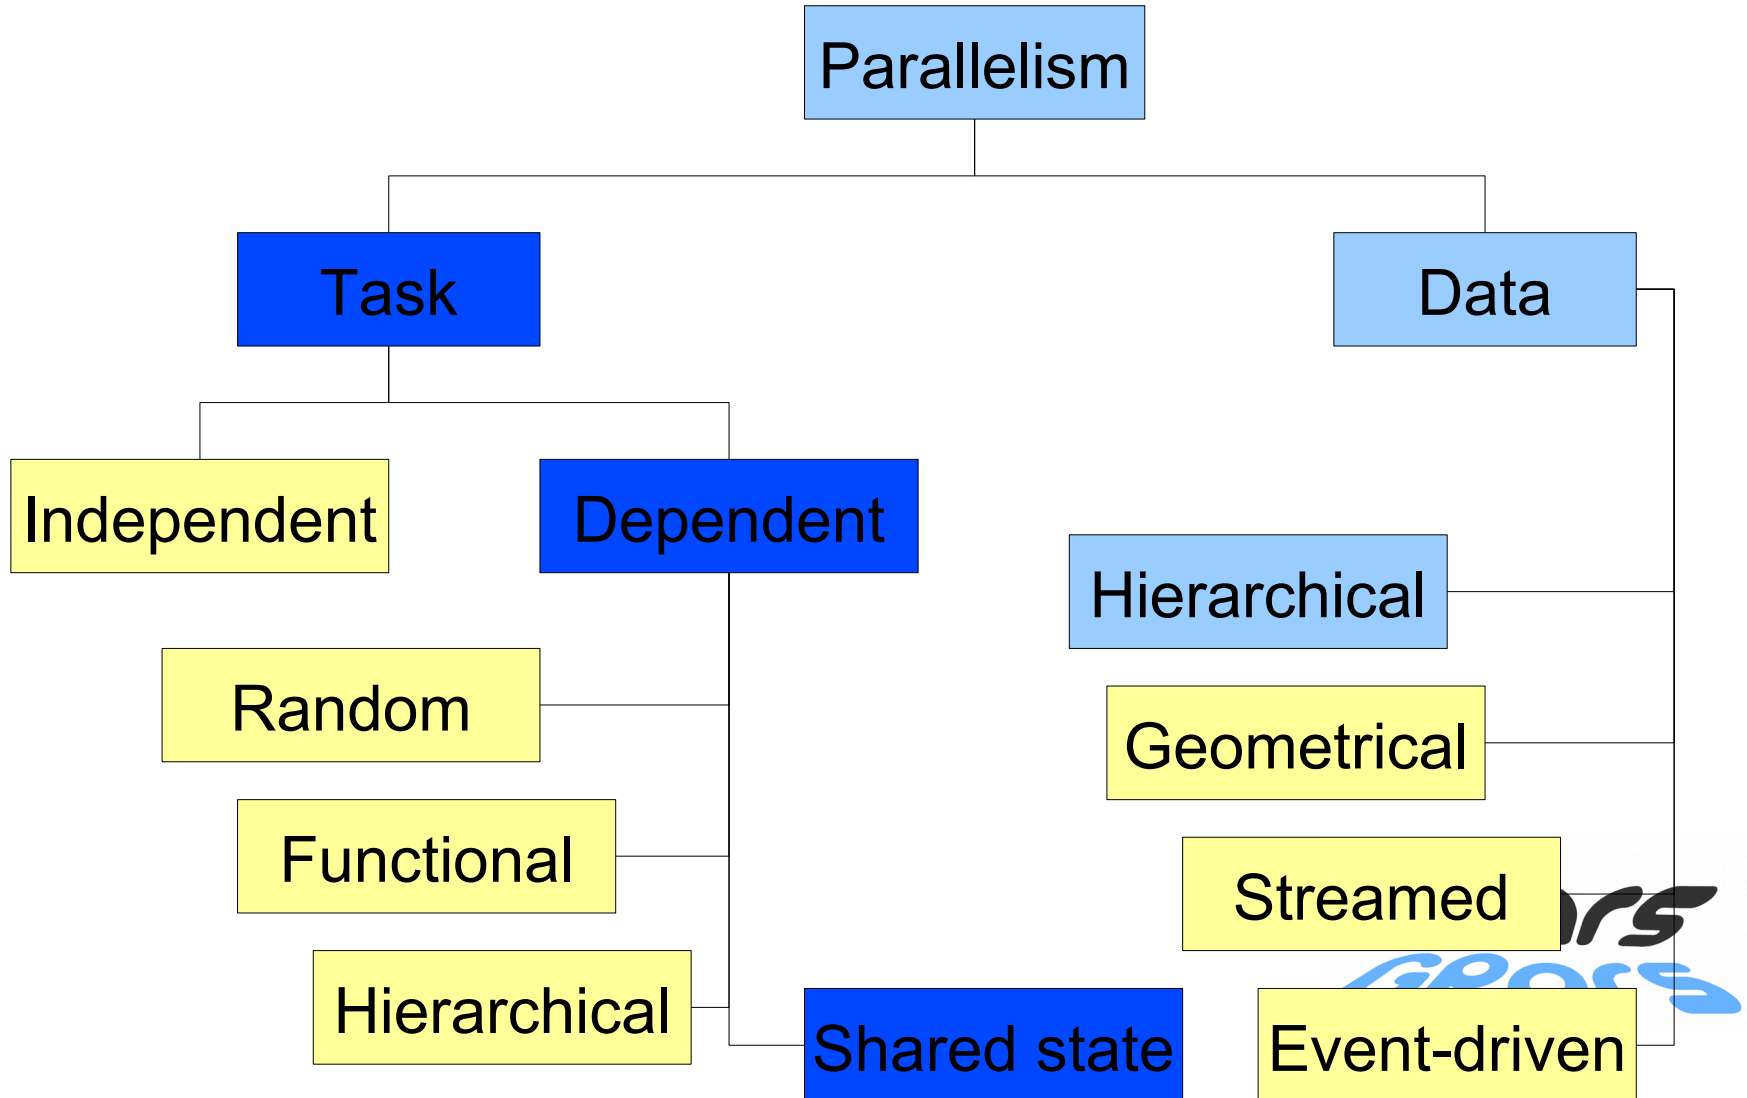 Parallelism
Task
Data
Independent
Dependent
Hierarchical
Random
Geometrical
Functional
Streamed
Hierarchical
Shared state
Event-driven